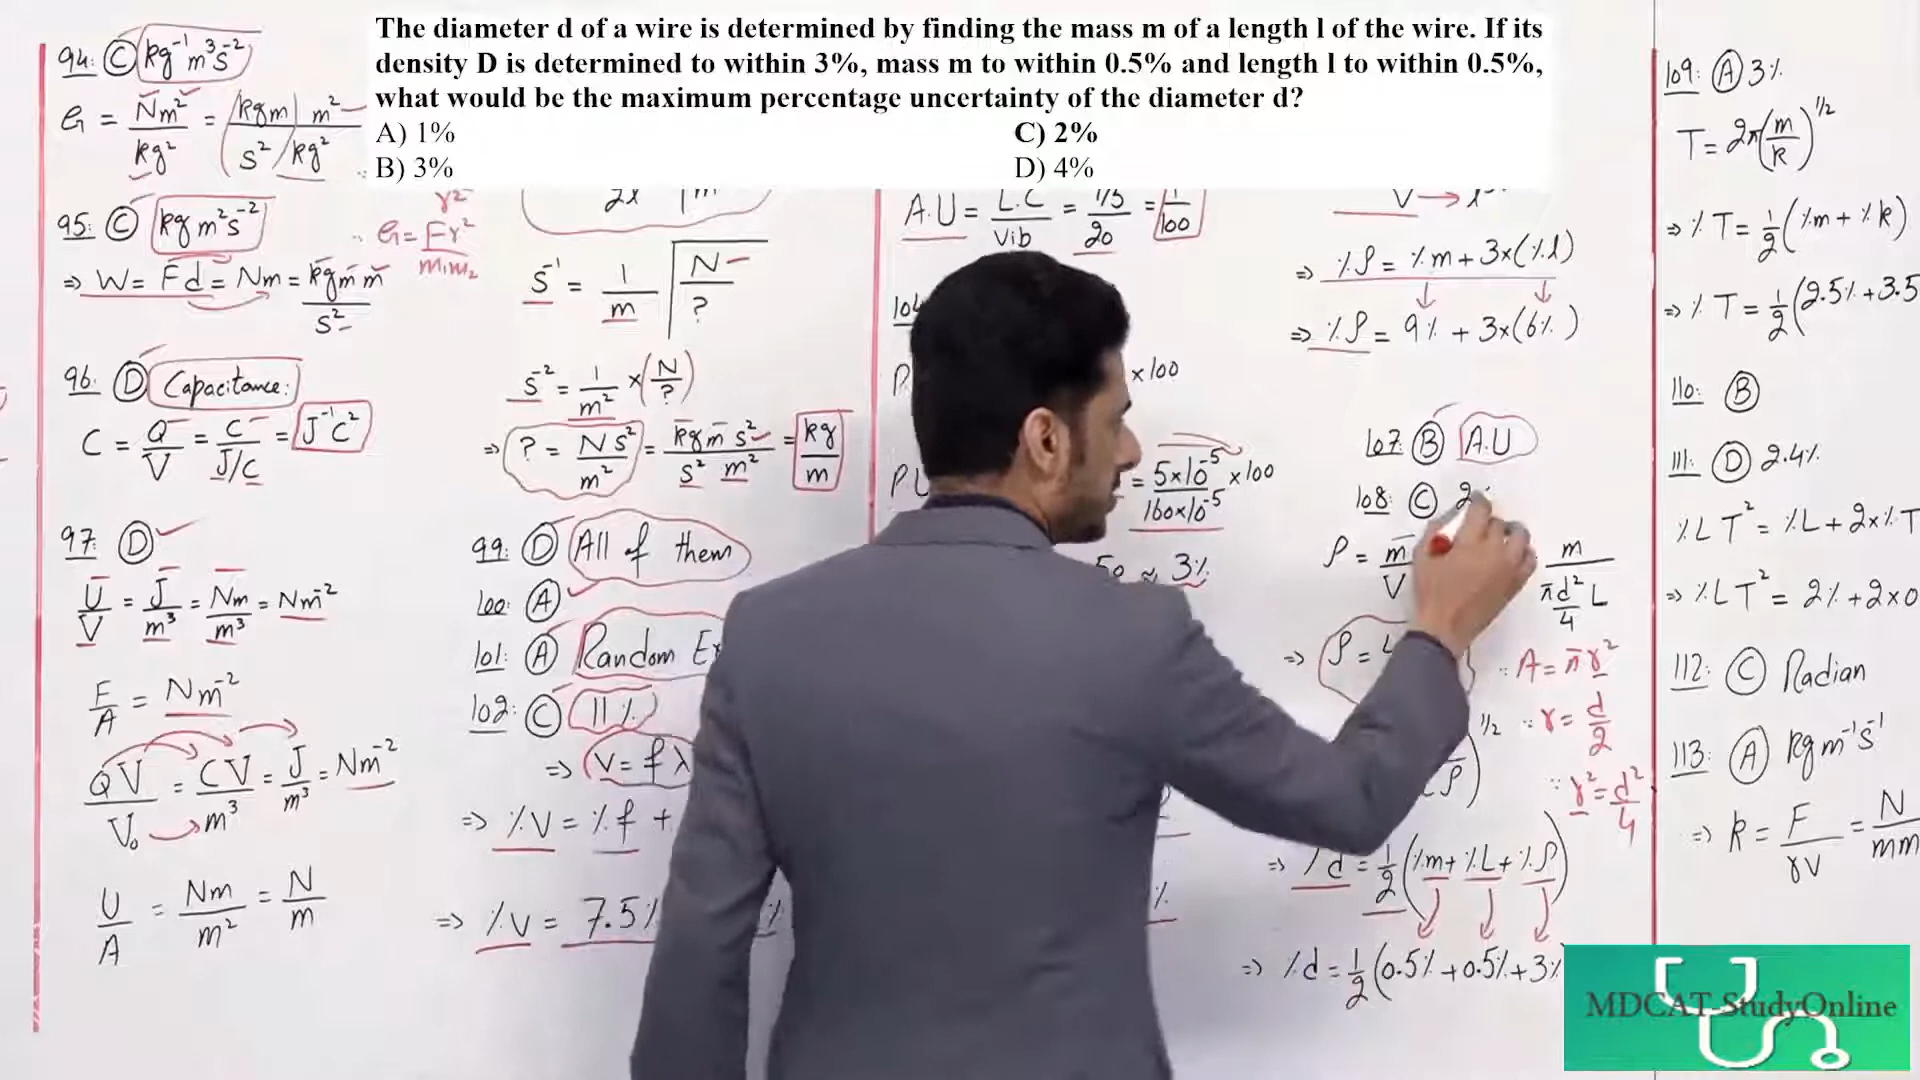 The diameter d of a wire is determined by finding the mass m of a length l of the wire. If its
density D is determined to within 3%, mass m to within 0.5% and length l to within 0.5%,
what would be the maximum percentage uncertainty of the diameter d?
A) 1%
C) 2%
B) 3%
D) 4%
94: C kg⁻¹m³s⁻²
G = Nm²/kg² = (kgm/s²) m²/kg²
95: C kgm²s⁻²
∵ G = Fr²/m₁m₂
⇒ W = Fd = Nm = kgm m/s²
96: D Capacitance:
C = Q/V = C/J/C = J⁻¹C²
97: D
U/V = J/m³ = Nm/m³ = Nm⁻²
F/A = Nm⁻²
QV/V₀ = CV/m³ = J/m³ = Nm⁻²
U/A = Nm/m² = N/m
S⁻¹ = 1/m √N/?
S⁻² = 1/m² × (N/?)
⇒ ? = Ns²/m² = kgm s²/s² m² = kg/m
99: D All of them
100: A
101: A Random
102: C 11%
⇒ V = fλ
⇒ %V = %f +
⇒ %V = 7.5%
A.U = L.C/Vib = 1/5/20 = 1/100
×100
= 5×10⁻⁵/160×10⁻⁵ ×100
≈ 3%
⇒ %ρ = %m + 3×(%l)
⇒ %ρ = 9% + 3×(6%)
107: B A.U
108: C 2
ρ = m/V
m/πd²/4 L
⇒ ρ =
∵ A = πr²
∵ r = d/2
∵ r² = d²/4
⇒ %d = 1/2 (%m + %L + %ρ)
⇒ %d = 1/2 (0.5% + 0.5% + 3%
109: A 3%
T = 2π(m/k)^1/2
⇒ %T = 1/2 (%m + %k)
⇒ %T = 1/2 (2.5% + 3.5
110: B
111: D 2.4%
%LT² = %L + 2×%T
⇒ %LT² = 2% + 2×0
112: C Radian
113: A kgm⁻¹s⁻¹
⇒ k = F/rv = N/mm
MDCAT StudyOnline